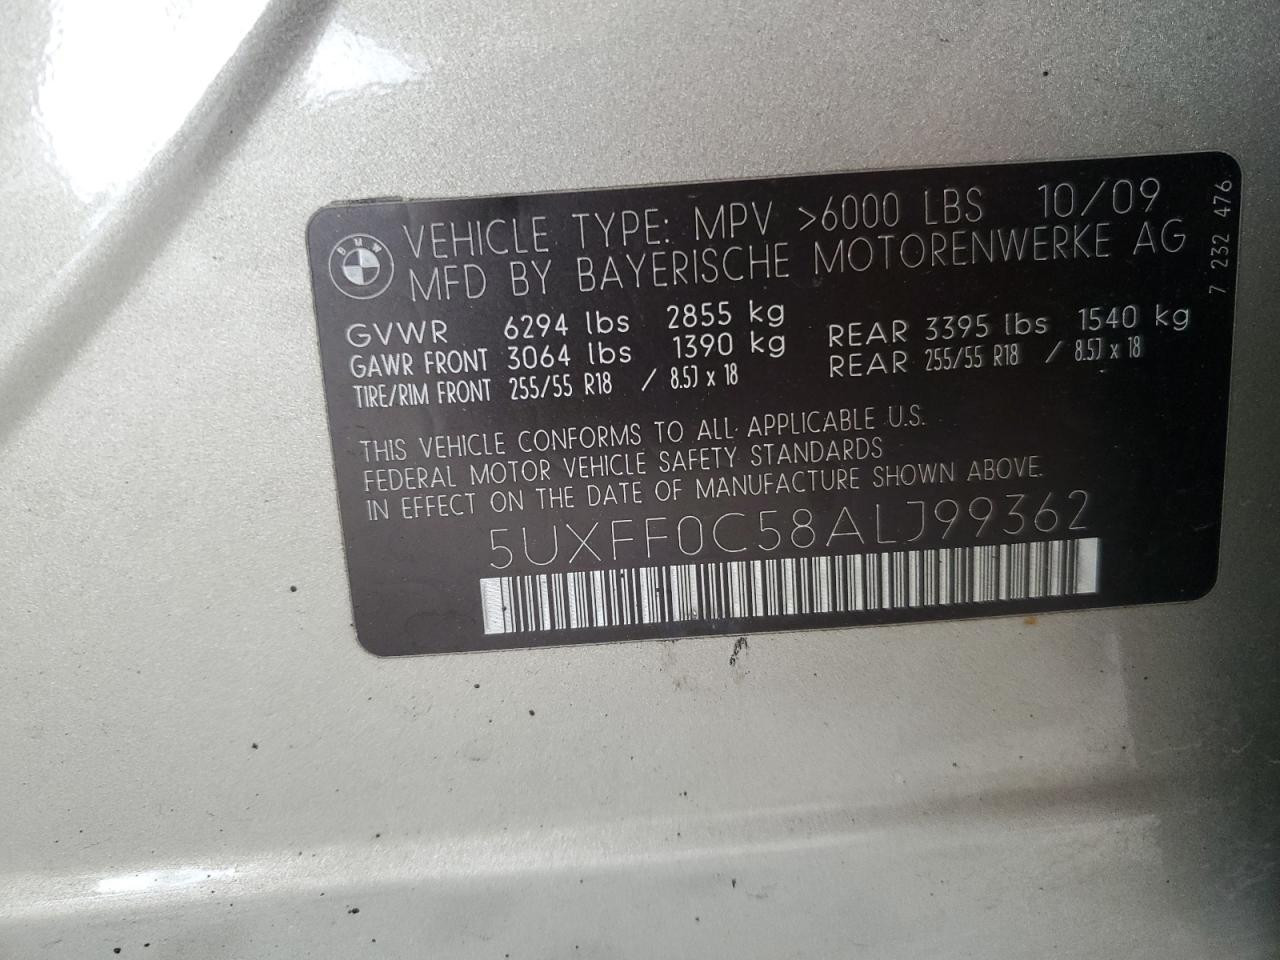 VEHICLE TYPE: MPV >6000 LBS 10/09
BMW
MFD BY BAYERISCHE MOTORENWERKE AG
GVWR 6294 lbs 2855 kg
GAWR FRONT 3064 lbs 1390 kg REAR 3395 lbs 1540 kg
TIRE/RIM FRONT 255/55 R18 / 8.5J x 18 REAR 255/55 R18 / 8.5J x 18
THIS VEHICLE CONFORMS TO ALL APPLICABLE U.S.
FEDERAL MOTOR VEHICLE SAFETY STANDARDS
IN EFFECT ON THE DATE OF MANUFACTURE SHOWN ABOVE.
5UXFF0C58ALJ99362
7 232 476